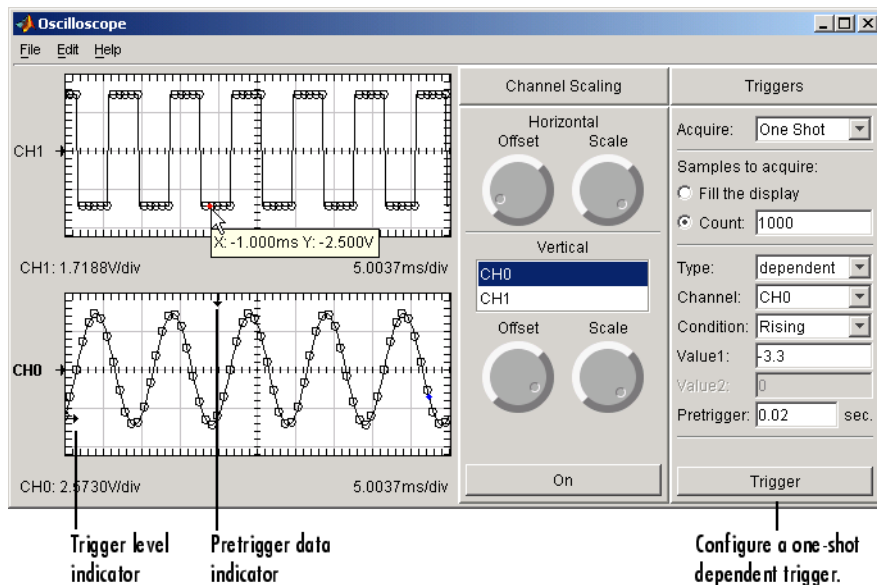 Oscilloscope
File Edit Help
CH1
X: -1.000ms Y: -2.500V
CH1: 1.7188V/div 5.0037ms/div
CH0
CH0: 2.5730V/div 5.0037ms/div
Channel Scaling
Horizontal
Offset Scale
Vertical
CH0
CH1
Offset Scale
On
Triggers
Acquire: One Shot
Samples to acquire:
Fill the display
Count: 1000
Type: dependent
Channel: CH0
Condition: Rising
Value1: -3.3
Value2: 0
Pretrigger: 0.02 sec.
Trigger
Trigger level
indicator
Pretrigger data
indicator
Configure a one-shot
dependent trigger.